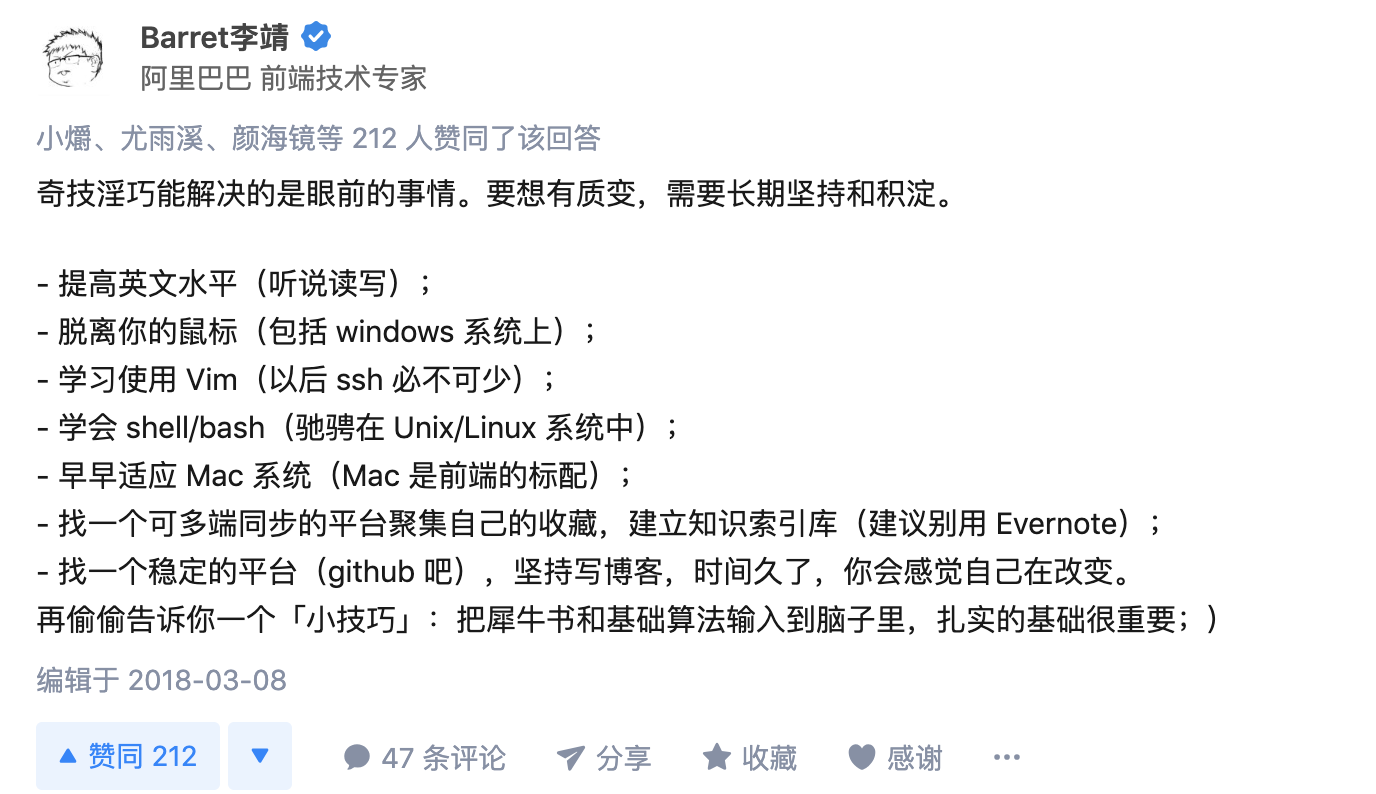 Barret李靖
阿里巴巴 前端技术专家
小爝、尤雨溪、颜海镜等 212 人赞同了该回答
奇技淫巧能解决的是眼前的事情。要想有质变，需要长期坚持和积淀。
- 提高英文水平（听说读写）；
- 脱离你的鼠标（包括 windows 系统上）；
- 学习使用 Vim（以后 ssh 必不可少）；
- 学会 shell/bash（驰骋在 Unix/Linux 系统中）；
- 早早适应 Mac 系统（Mac 是前端的标配）；
- 找一个可多端同步的平台聚集自己的收藏，建立知识索引库（建议别用 Evernote）；
- 找一个稳定的平台（github 吧），坚持写博客，时间久了，你会感觉自己在改变。
再偷偷告诉你一个「小技巧」：把犀牛书和基础算法输入到脑子里，扎实的基础很重要；）
编辑于 2018-03-08
赞同 212 47 条评论 分享 收藏 感谢 ···